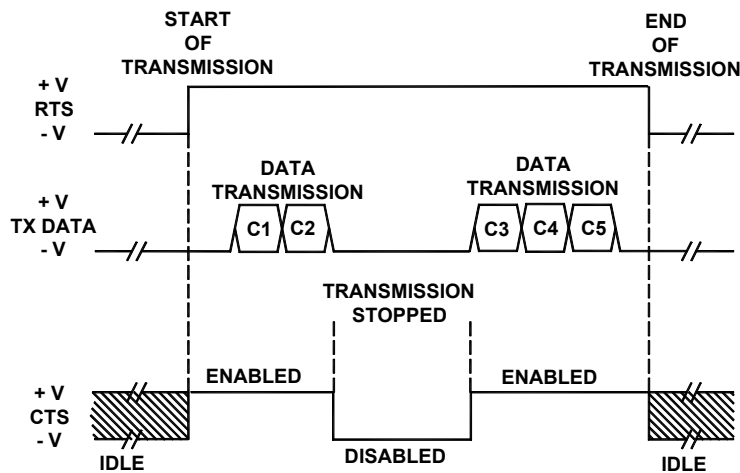 START
OF
TRANSMISSION
END
OF
TRANSMISSION
+ V
RTS
- V
DATA
TRANSMISSION
DATA
TRANSMISSION
+ V
TX DATA
- V
C1
C2
C3
C4
C5
TRANSMISSION
STOPPED
ENABLED
ENABLED
+ V
CTS
- V
IDLE
DISABLED
IDLE